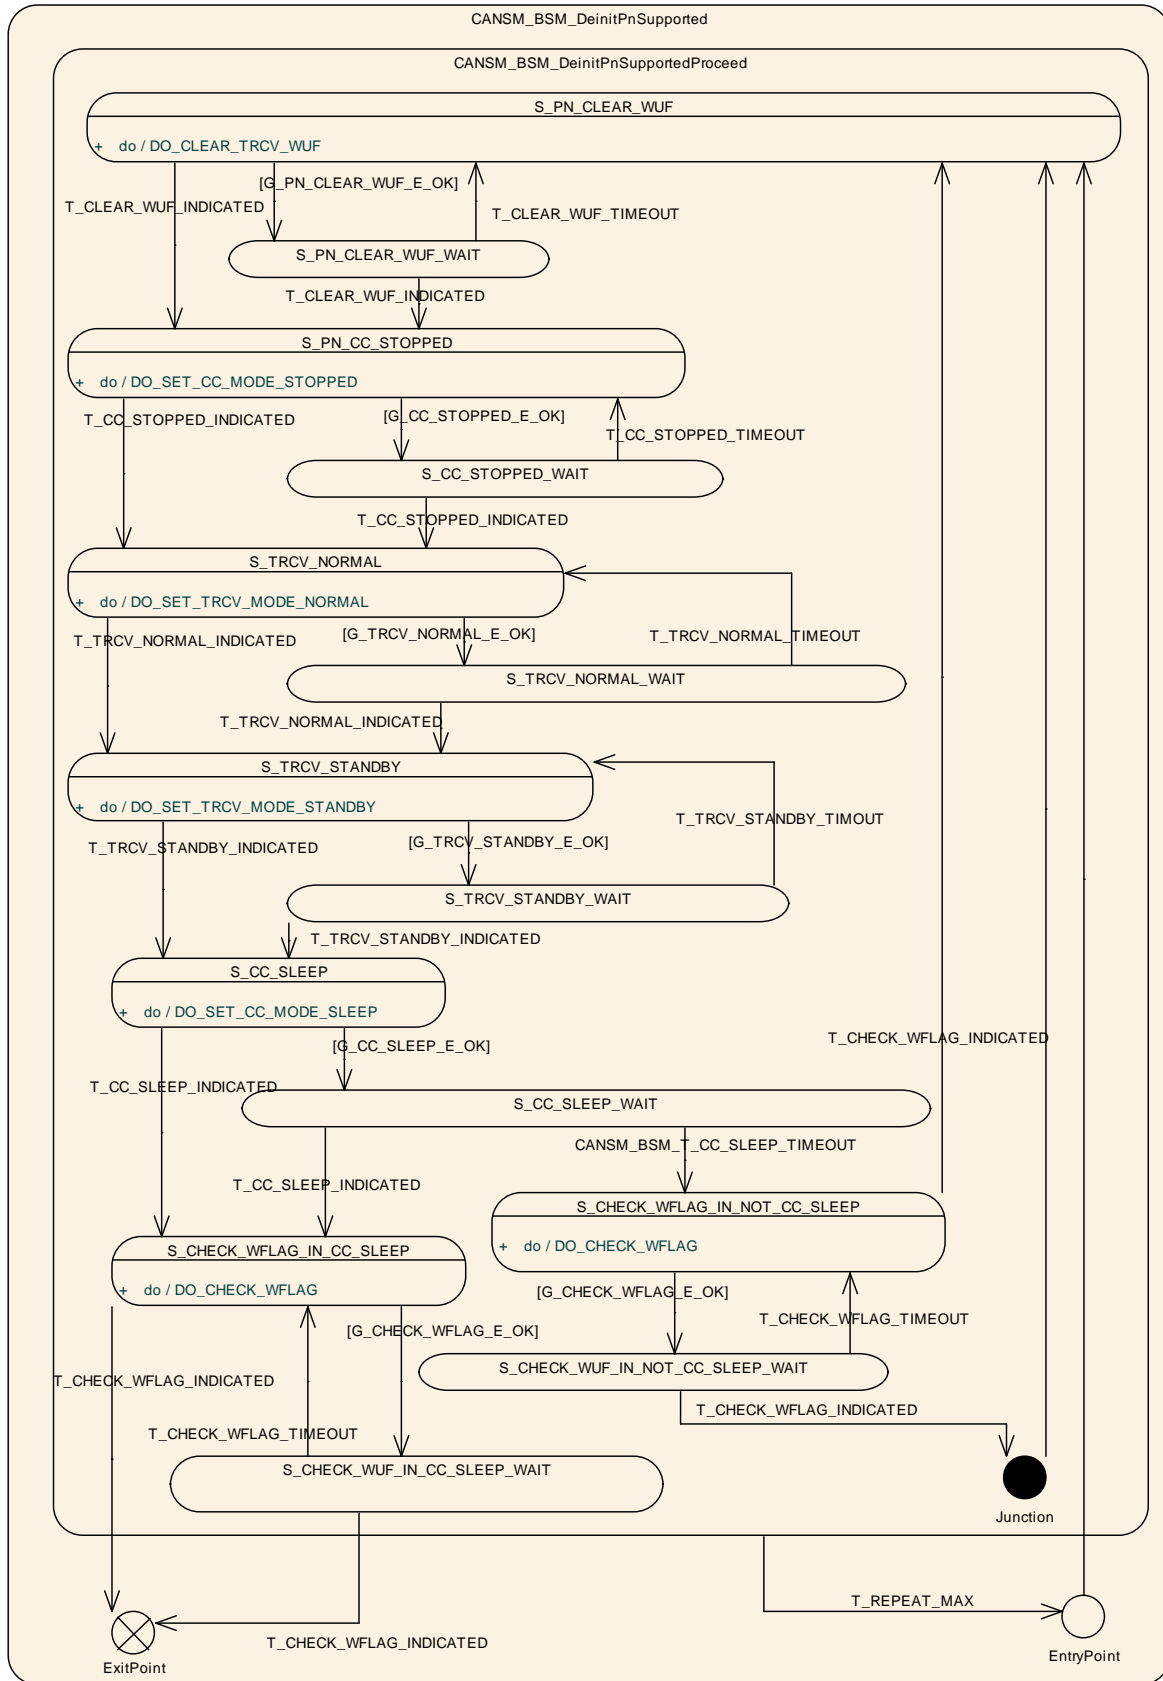 CANSM_BSM_DeinitPnSupported
CANSM_BSM_DeinitPnSupportedProceed
S_PN_CLEAR_WUF
+ do / DO_CLEAR_TRCV_WUF
[G_PN_CLEAR_WUF_E_OK]
T_CLEAR_WUF_INDICATED
T_CLEAR_WUF_TIMEOUT
S_PN_CLEAR_WUF_WAIT
T_CLEAR_WUF_INDICATED
S_PN_CC_STOPPED
+ do / DO_SET_CC_MODE_STOPPED
T_CC_STOPPED_INDICATED
[G_CC_STOPPED_E_OK]
T_CC_STOPPED_TIMEOUT
S_CC_STOPPED_WAIT
T_CC_STOPPED_INDICATED
S_TRCV_NORMAL
+ do / DO_SET_TRCV_MODE_NORMAL
T_TRCV_NORMAL_INDICATED
[G_TRCV_NORMAL_E_OK]
T_TRCV_NORMAL_TIMEOUT
S_TRCV_NORMAL_WAIT
T_TRCV_NORMAL_INDICATED
S_TRCV_STANDBY
+ do / DO_SET_TRCV_MODE_STANDBY
T_TRCV_STANDBY_TIMOUT
T_TRCV_STANDBY_INDICATED
[G_TRCV_STANDBY_E_OK]
S_TRCV_STANDBY_WAIT
T_TRCV_STANDBY_INDICATED
S_CC_SLEEP
+ do / DO_SET_CC_MODE_SLEEP
[G_CC_SLEEP_E_OK]
T_CHECK_WFLAG_INDICATED
T_CC_SLEEP_INDICATED
S_CC_SLEEP_WAIT
CANSM_BSM_T_CC_SLEEP_TIMEOUT
T_CC_SLEEP_INDICATED
S_CHECK_WFLAG_IN_NOT_CC_SLEEP
+ do / DO_CHECK_WFLAG
S_CHECK_WFLAG_IN_CC_SLEEP
+ do / DO_CHECK_WFLAG
[G_CHECK_WFLAG_E_OK]
T_CHECK_WFLAG_TIMEOUT
[G_CHECK_WFLAG_E_OK]
S_CHECK_WUF_IN_NOT_CC_SLEEP_WAIT
T_CHECK_WFLAG_INDICATED
T_CHECK_WFLAG_INDICATED
T_CHECK_WFLAG_TIMEOUT
S_CHECK_WUF_IN_CC_SLEEP_WAIT
Junction
T_REPEAT_MAX
T_CHECK_WFLAG_INDICATED
EntryPoint
ExitPoint